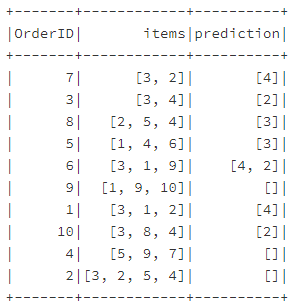 +-------+------------+----------+
|OrderID|       items|prediction|
+-------+------------+----------+
|      7|      [3, 2]|       [4]|
|      3|      [3, 4]|       [2]|
|      8|   [2, 5, 4]|       [3]|
|      5|   [1, 4, 6]|       [3]|
|      6|   [3, 1, 9]|    [4, 2]|
|      9|  [1, 9, 10]|        []|
|      1|   [3, 1, 2]|       [4]|
|     10|   [3, 8, 4]|       [2]|
|      4|   [5, 9, 7]|        []|
|      2|[3, 2, 5, 4]|        []|
+-------+------------+----------+